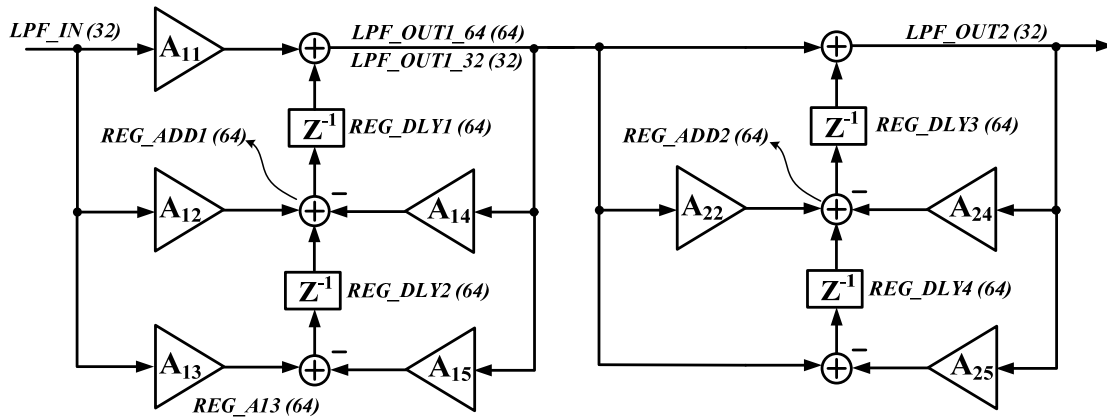 LPF_IN (32)
A11
LPF_OUT1_64 (64)
LPF_OUT1_32 (32)
LPF_OUT2 (32)
Z-1
REG_DLY1 (64)
Z-1
REG_DLY3 (64)
REG_ADD1 (64)
REG_ADD2 (64)
A12
A14
A22
A24
Z-1
REG_DLY2 (64)
Z-1
REG_DLY4 (64)
A13
A15
A25
REG_A13 (64)